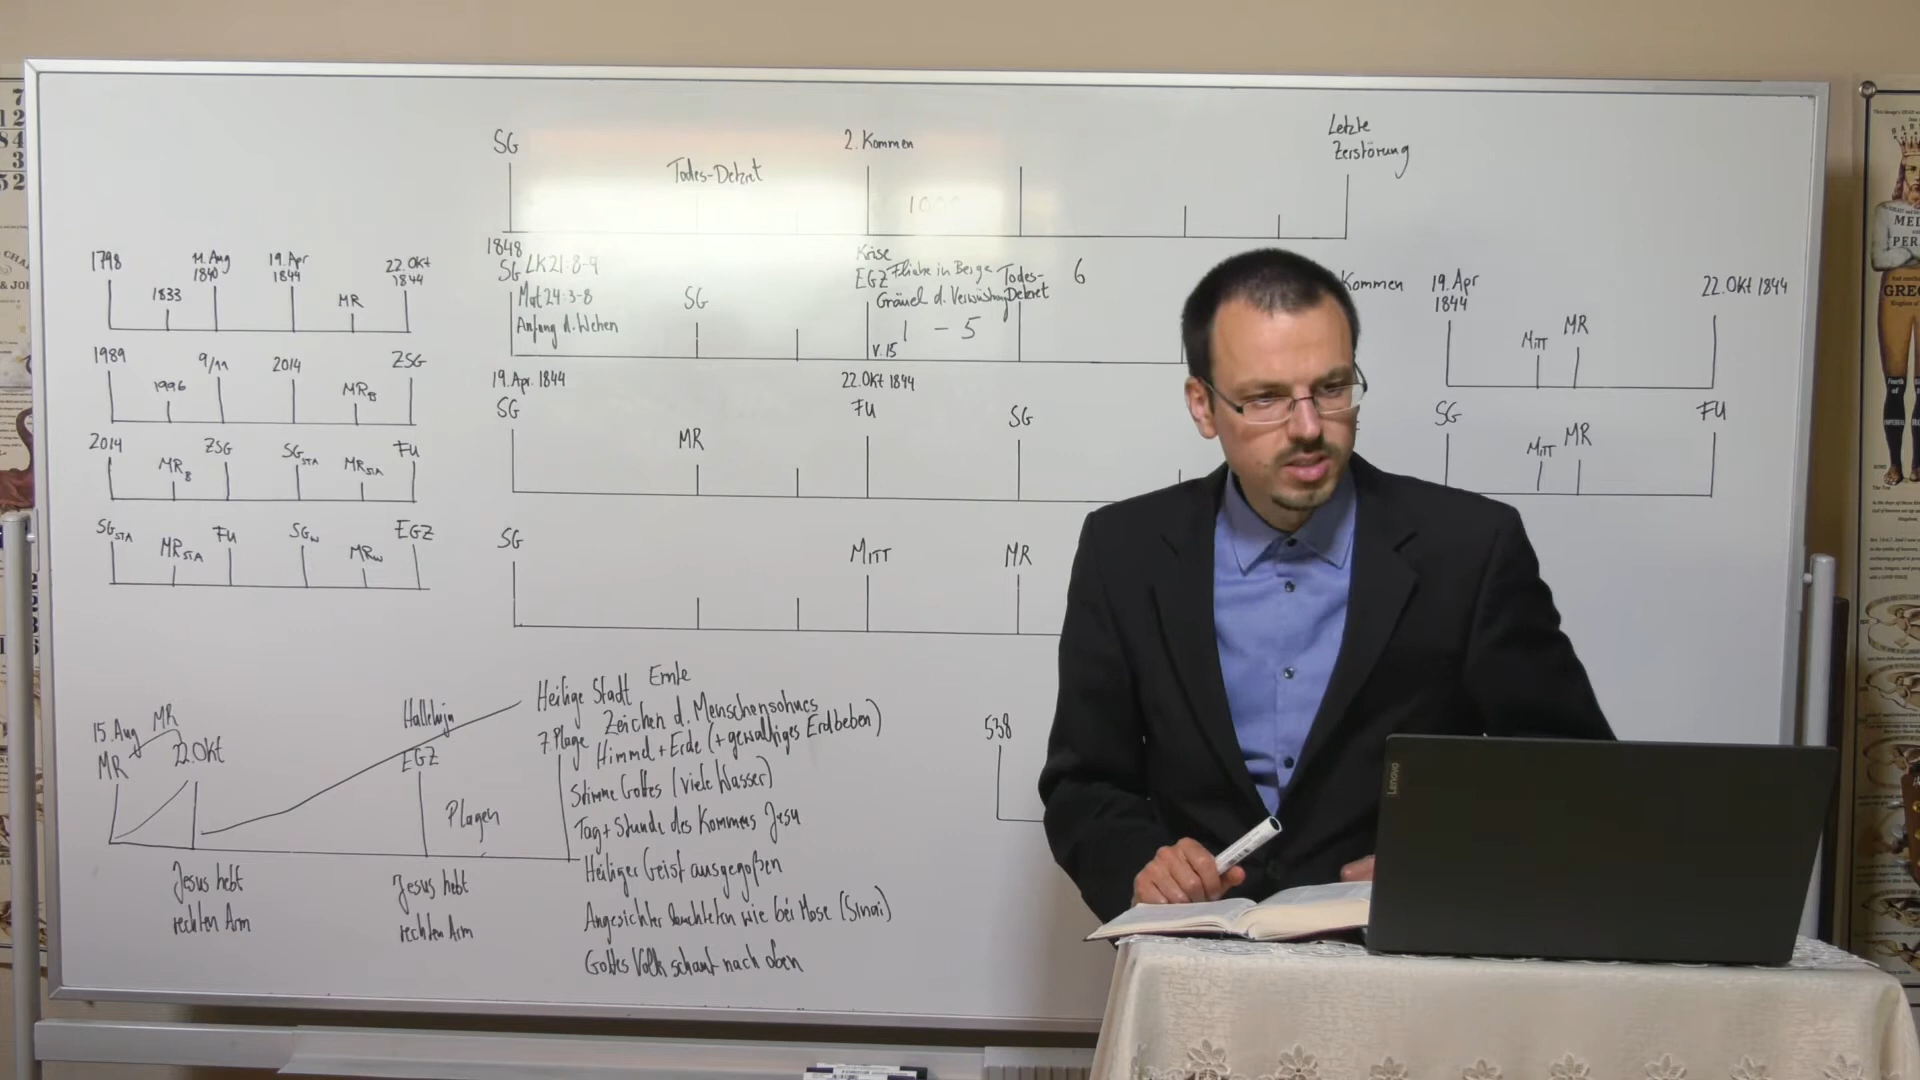 SG
Todes-Dekret
2. Kommen
1000
Letzte
Zerstörung
1798
1833
11. Aug
1840
19. Apr
1844
MR
22. Okt
1844
1848
SG LK21:8-9
Mat 24:3-8
Anfang d. Wehen
SG
Krise
EGZ Fliehe in Berge
Gräuel d. Verwüstung
Todes-
Dekret
1 - 5
V. 15
6
Kommen
19. Apr
1844
MITT
MR
22. Okt 1844
1989
1996
9/11
2014
MRB
ZSG
19. Apr. 1844
SG
MR
22. Okt 1844
FU
SG
SG
MITT
MR
FU
2014
MRB
ZSG
SGSTA
MRSTA
FU
SGSTA
MRSTA
FU
SGW
MRW
EGZ
SG
MITT
MR
15. Aug
MR
MR
22. Okt
Jesus hebt
rechten Arm
Halleluja
EGZ
Plagen
Jesus hebt
rechten Arm
Heilige Stadt Ernte
Zeichen d. Menschensohnes
7. Plage Himmel + Erde (+ gewaltiges Erdbeben)
Stimme Gottes (viele Wasser)
Tag + Stunde des Kommens Jesu
Heiliger Geist ausgegoßen
Angesichter leuchteten wie bei Mose (Sinai)
Gottes Volk schaut nach oben
538
Lenovo